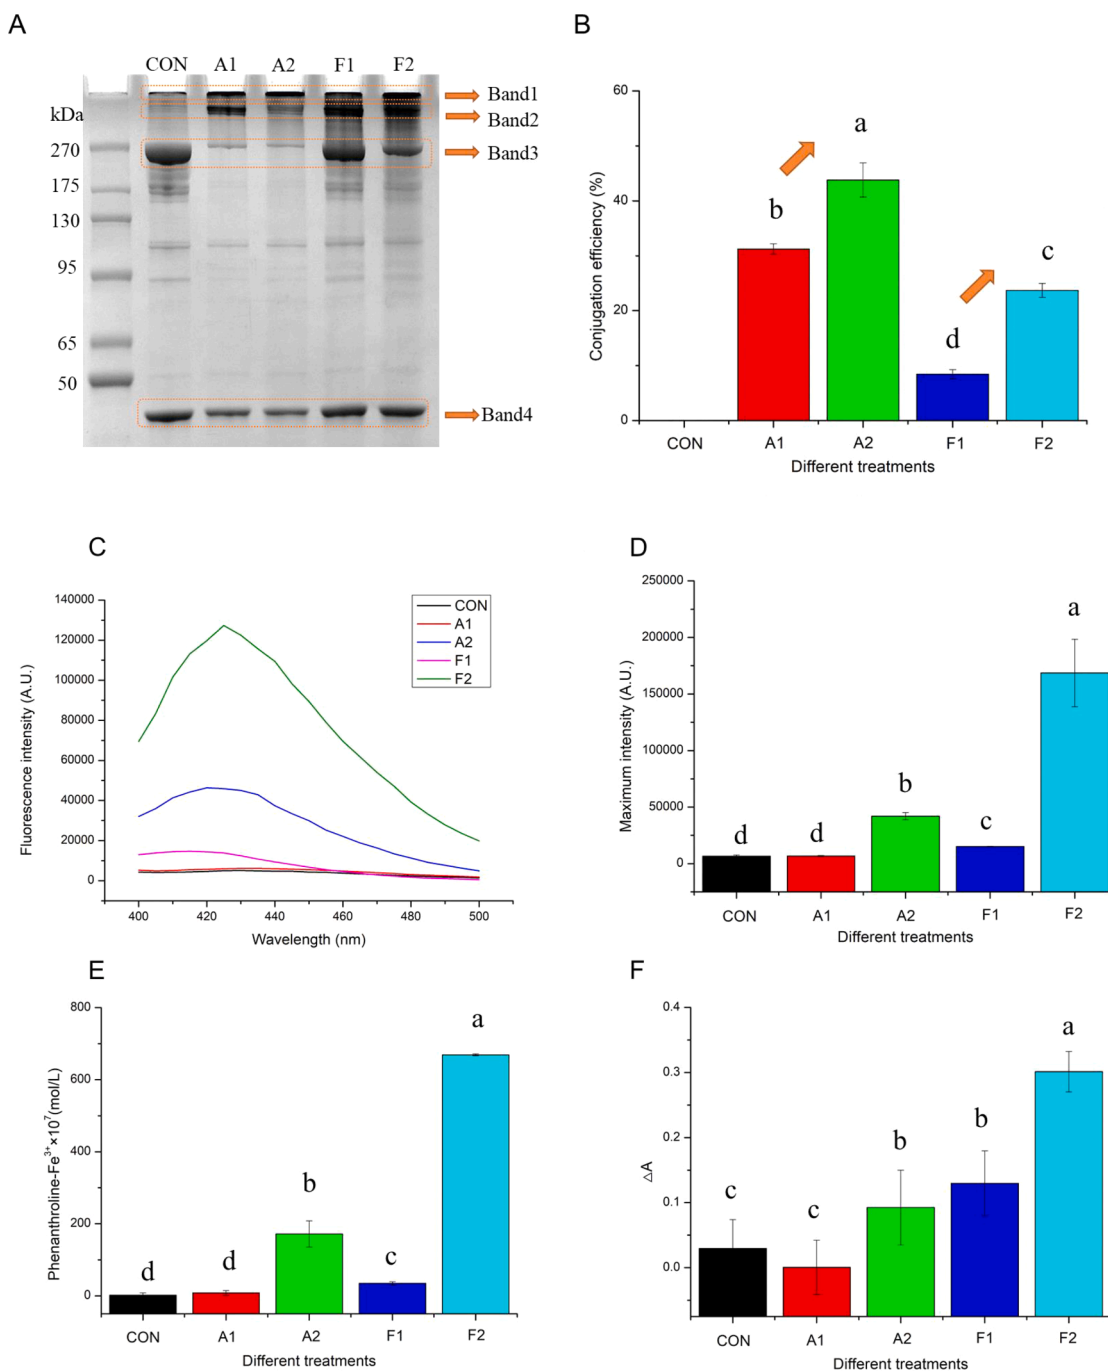 A
CON A1 A2 F1 F2
kDa
270
175
130
95
65
50
Band1
Band2
Band3
Band4
B
60
40
20
0
Conjugation efficiency (%)
a
b
c
d
CON A1 A2 F1 F2
Different treatments
C
140000
120000
100000
80000
60000
40000
20000
0
Fluorescence intensity (A.U.)
CON
A1
A2
F1
F2
400 420 440 460 480 500
Wavelength (nm)
D
250000
200000
150000
100000
50000
0
Maximum intensity (A.U.)
d d b c a
CON A1 A2 F1 F2
Different treatments
E
800
600
400
200
0
Phenanthroline-Fe³⁺×10⁷(mol/L)
d d b c a
CON A1 A2 F1 F2
Different treatments
F
0.4
0.3
0.2
0.1
0.0
△A
c c b b a
CON A1 A2 F1 F2
Different treatments